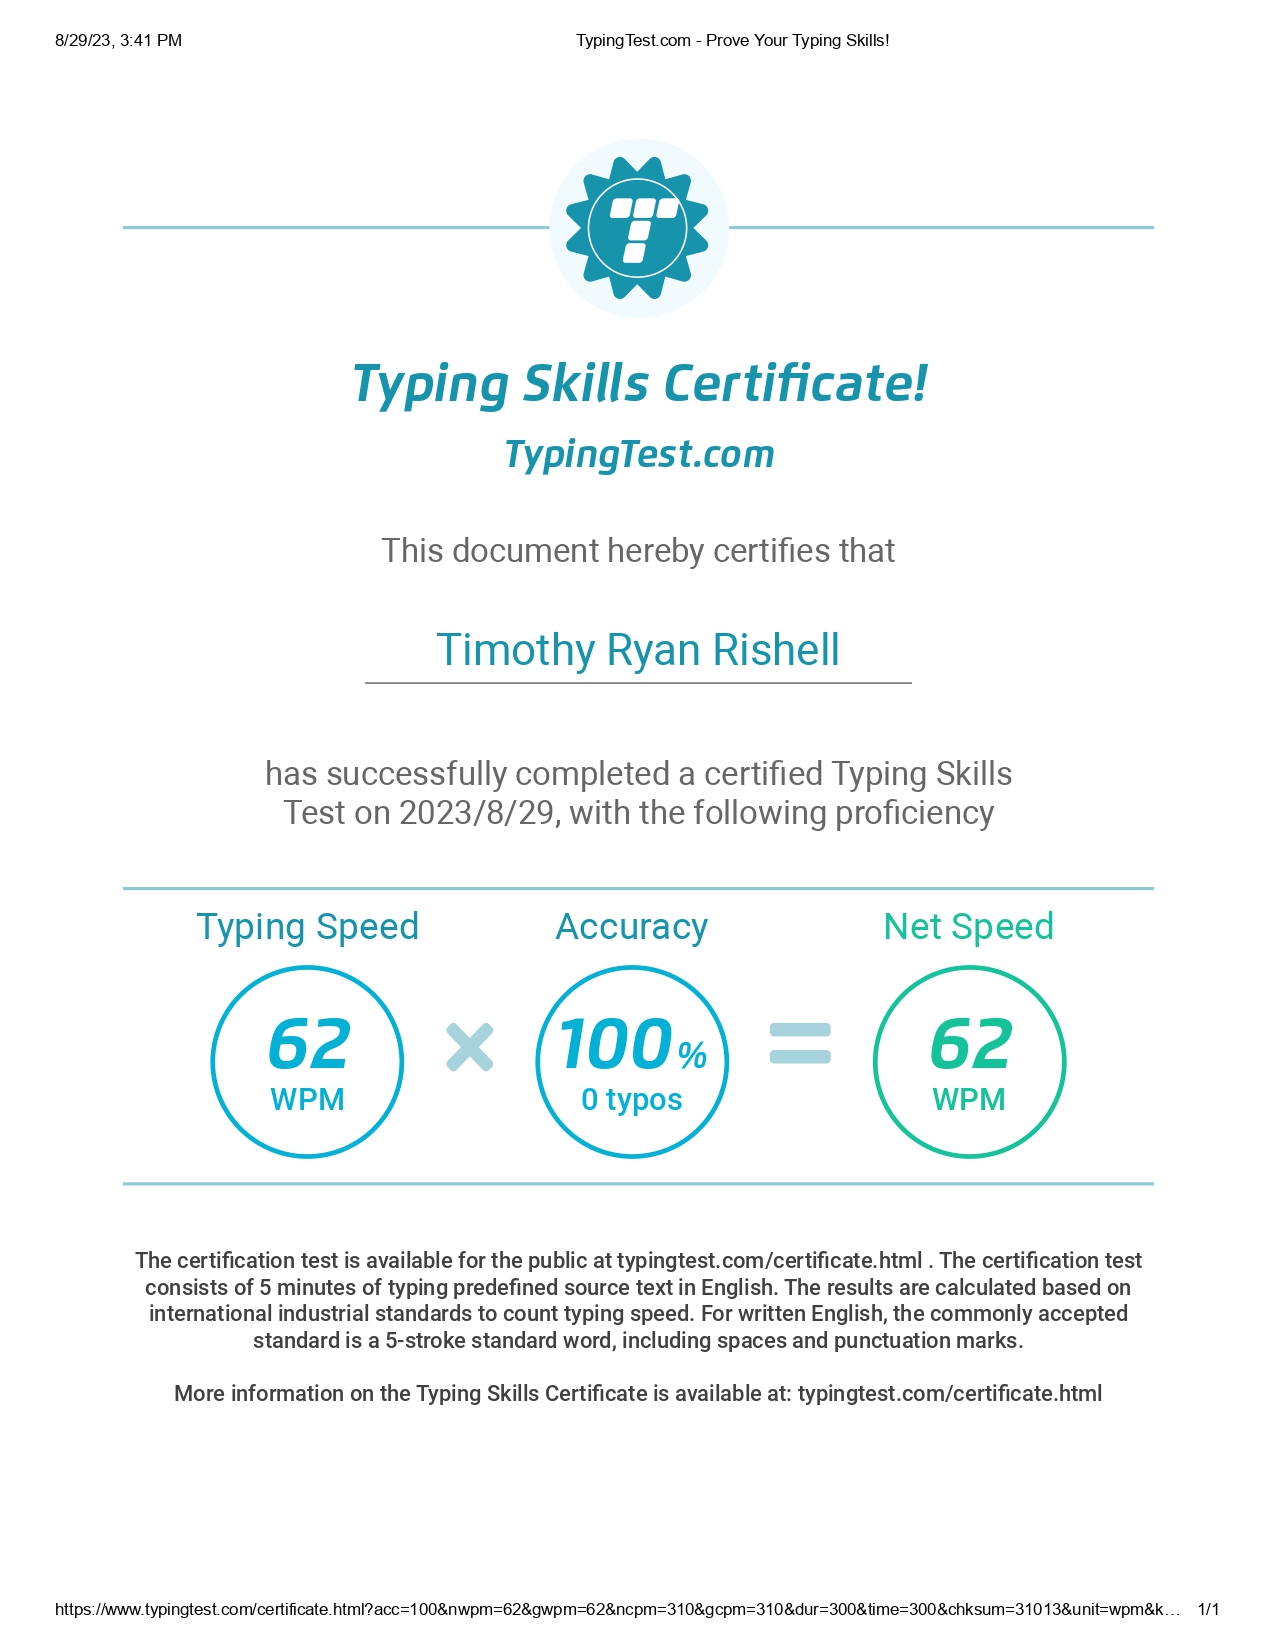 8/29/23, 3:41 PM
TypingTest.com - Prove Your Typing Skills!
Typing Skills Certificate!
TypingTest.com
This document hereby certifies that
Timothy Ryan Rishell
has successfully completed a certified Typing Skills
Test on 2023/8/29, with the following proficiency
Typing Speed
Accuracy
Net Speed
62
WPM
×
100 %
0 typos
=
62
WPM
The certification test is available for the public at typingtest.com/certificate.html . The certification test
consists of 5 minutes of typing predefined source text in English. The results are calculated based on
international industrial standards to count typing speed. For written English, the commonly accepted
standard is a 5-stroke standard word, including spaces and punctuation marks.
More information on the Typing Skills Certificate is available at: typingtest.com/certificate.html
https://www.typingtest.com/certificate.html?acc=100&nwpm=62&gwpm=62&ncpm=310&gcpm=310&dur=300&time=300&chksum=31013&unit=wpm&k…
1/1